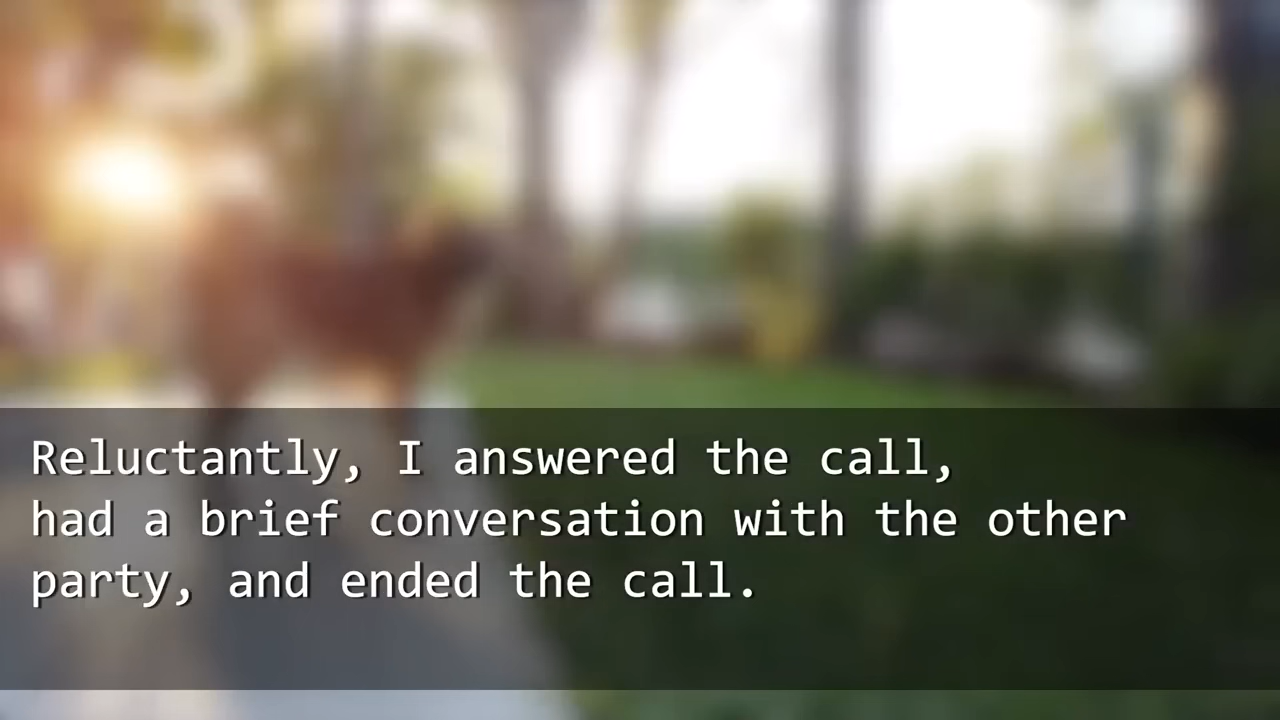 Reluctantly, I answered the call,
had a brief conversation with the other
party, and ended the call.